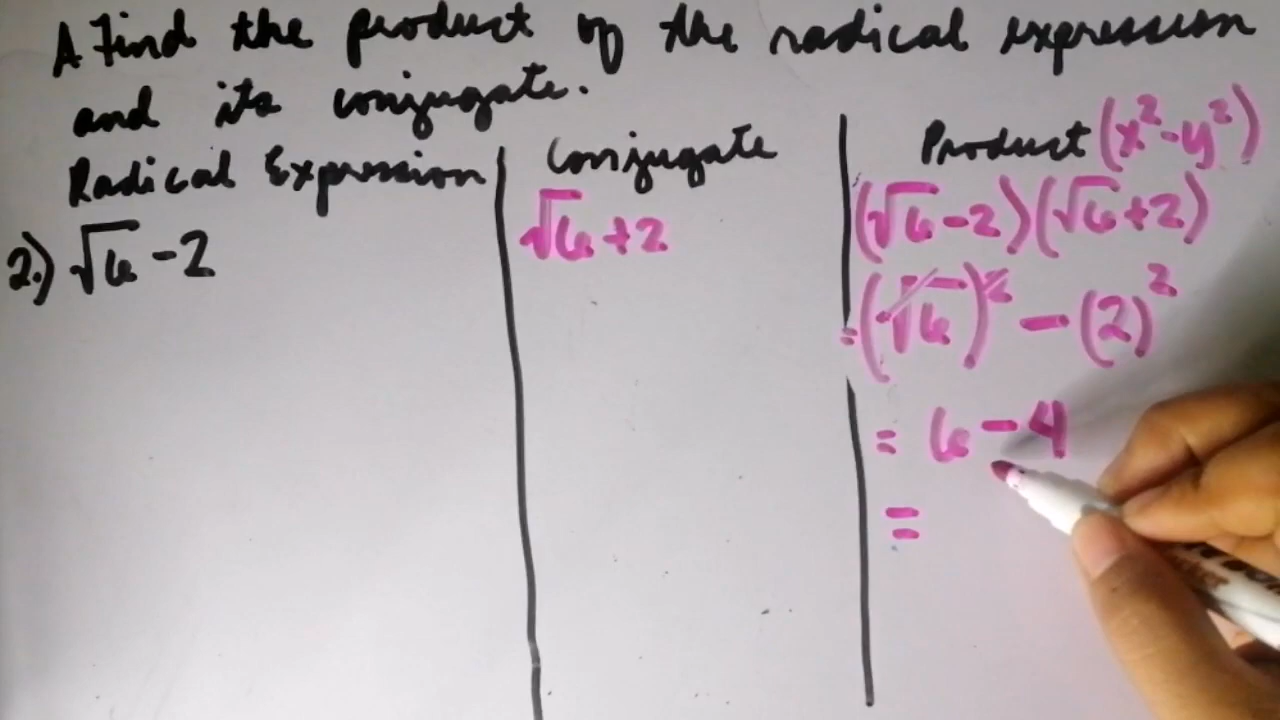 A. Find the product of the radical expression
and its conjugate.
Radical Expression Conjugate Product (x²-y²)
2.) √6 -2 √6 +2 (√6 -2)(√6 +2)
= (√6)² - (2)²
= 6 - 4
=